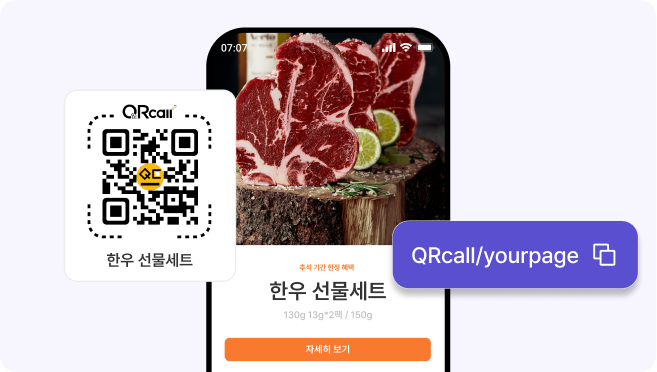 07:07
QRcall
한우 선물세트
QRcall/yourpage
추석 기간 한정 혜택
한우 선물세트
130g 13g*2팩 / 150g
자세히 보기